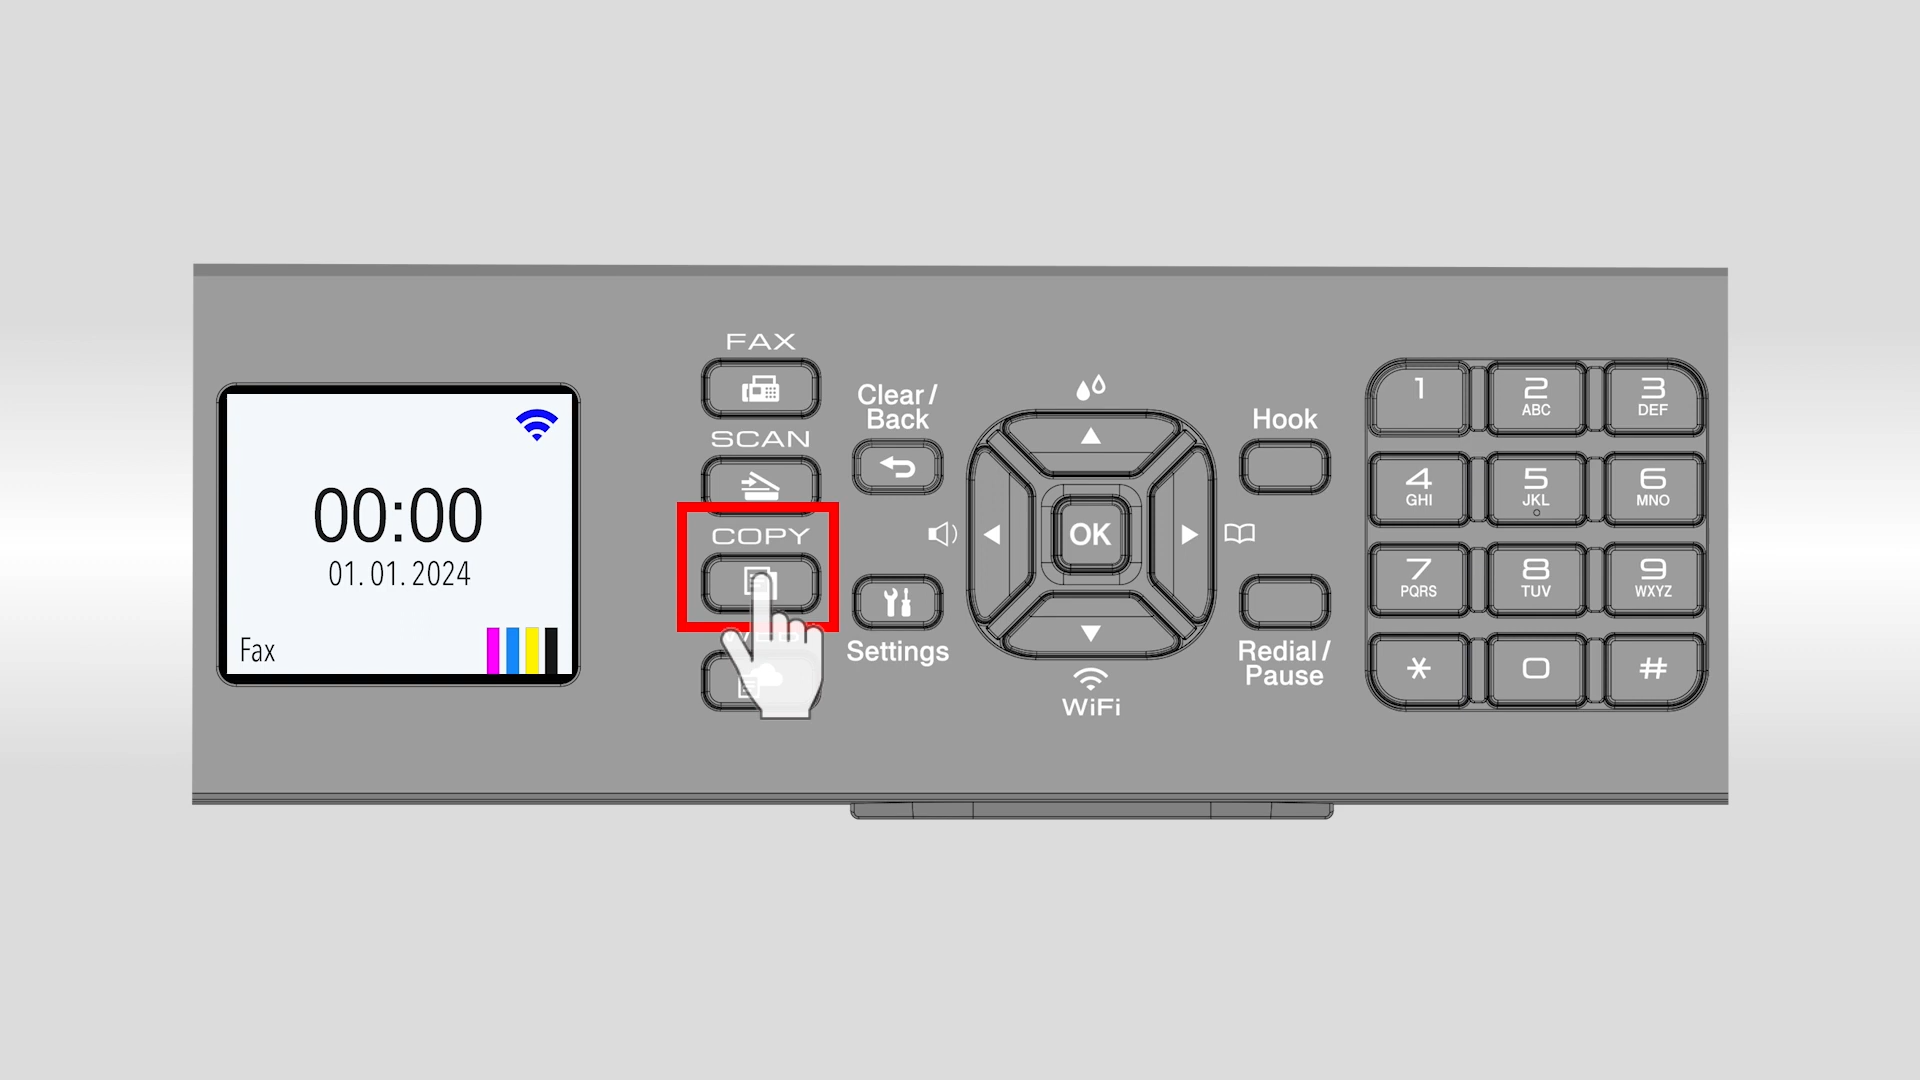 00:00
01.01.2024
Fax
FAX
SCAN
COPY
Clear /
Back
Settings
OK
WiFi
Hook
Redial /
Pause
1
2
ABC
3
DEF
4
GHI
5
JKL
6
MNO
7
PQRS
8
TUV
9
WXYZ
*
0
#